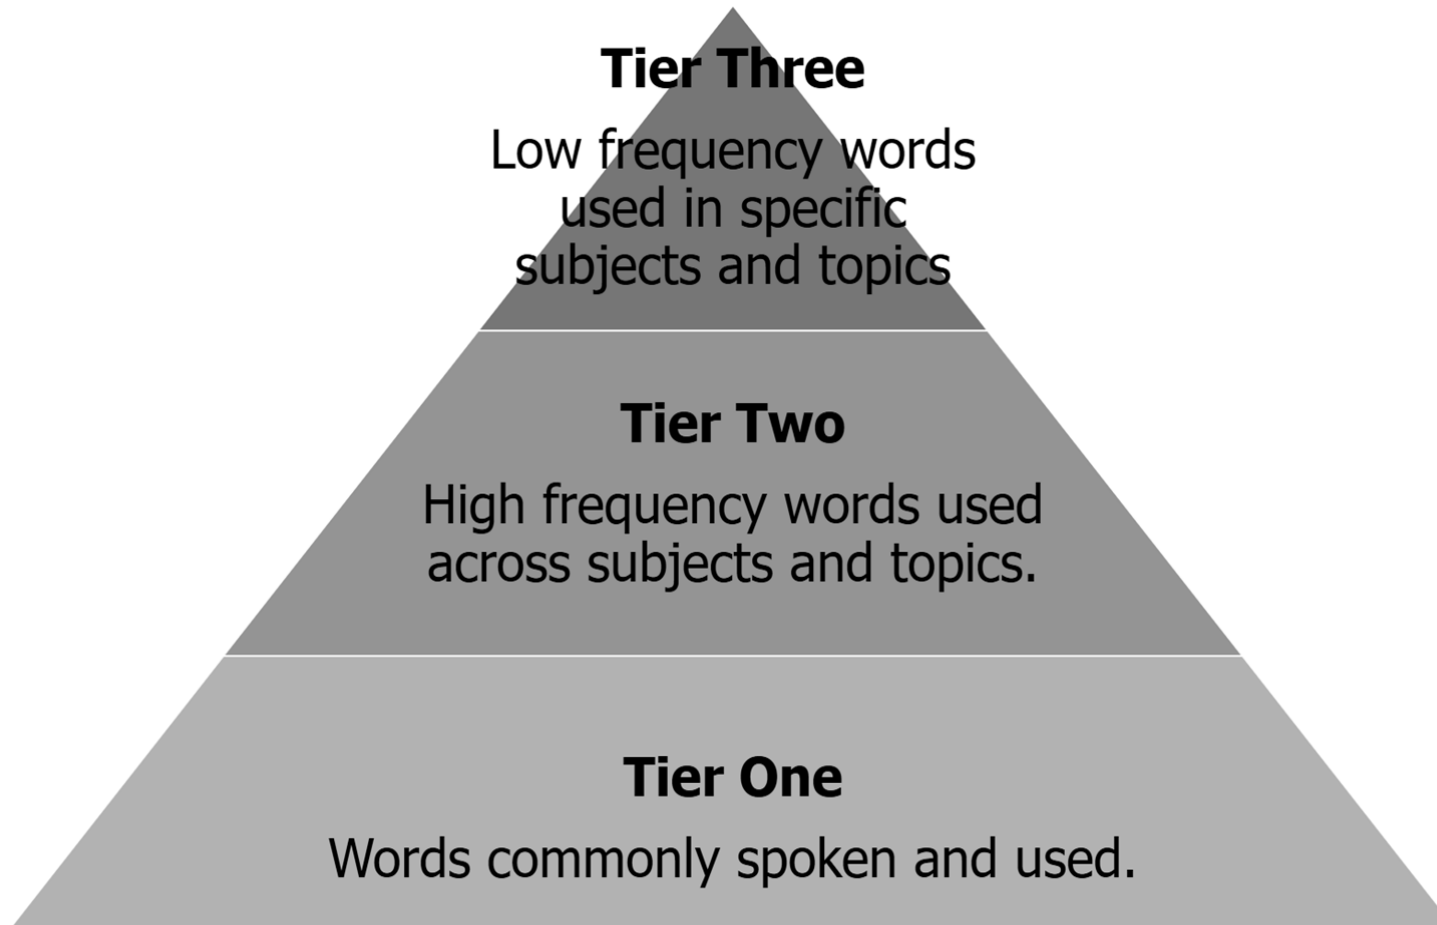 Tier Three
Low frequency words
used in specific
subjects and topics
Tier Two
High frequency words used
across subjects and topics.
Tier One
Words commonly spoken and used.